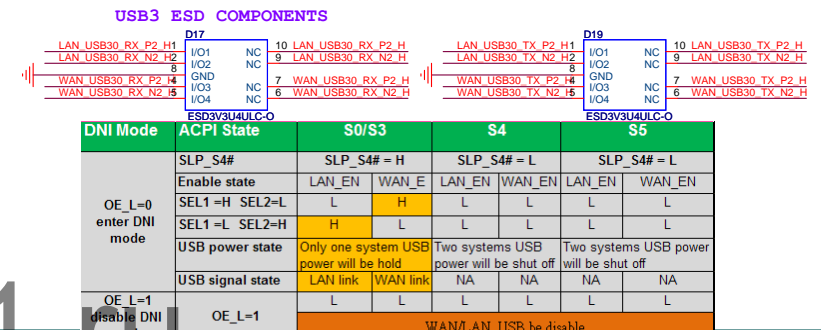 USB3 ESD COMPONENTS
D17
LAN_USB30_RX_P2_H 1 I/O1 NC 10 LAN_USB30_RX_P2_H
LAN_USB30_RX_N2_H 2 I/O2 NC 9 LAN_USB30_RX_N2_H
8 GND
WAN_USB30_RX_P2_H 4 I/O3 NC 7 WAN_USB30_RX_P2_H
WAN_USB30_RX_N2_H 5 I/O4 NC 6 WAN_USB30_RX_N2_H
ESD3V3U4ULC-O
D19
LAN_USB30_TX_P2_H 1 I/O1 NC 10 LAN_USB30_TX_P2_H
LAN_USB30_TX_N2_H 2 I/O2 NC 9 LAN_USB30_TX_N2_H
8 GND
WAN_USB30_TX_P2_H 4 I/O3 NC 7 WAN_USB30_TX_P2_H
WAN_USB30_TX_N2_H 5 I/O4 NC 6 WAN_USB30_TX_N2_H
ESD3V3U4ULC-O
DNI Mode ACPI State S0/S3 S4 S5
SLP_S4# SLP_S4# = H SLP_S4# = L SLP_S4# = L
Enable state LAN_EN WAN_E LAN_EN WAN_EN LAN_EN WAN_EN
OE_L=0
enter DNI
mode
SEL1 =H SEL2=L L H L L L L
SEL1 =L SEL2=H H L L L L L
USB power state Only one system USB Two systems USB Two systems USB power
power will be hold power will be shut off will be shut off
USB signal state LAN link WAN link NA NA NA NA
OE_L=1
disable DNI
OE_L=1
L L L L L L
WAN/LAN USB be disable